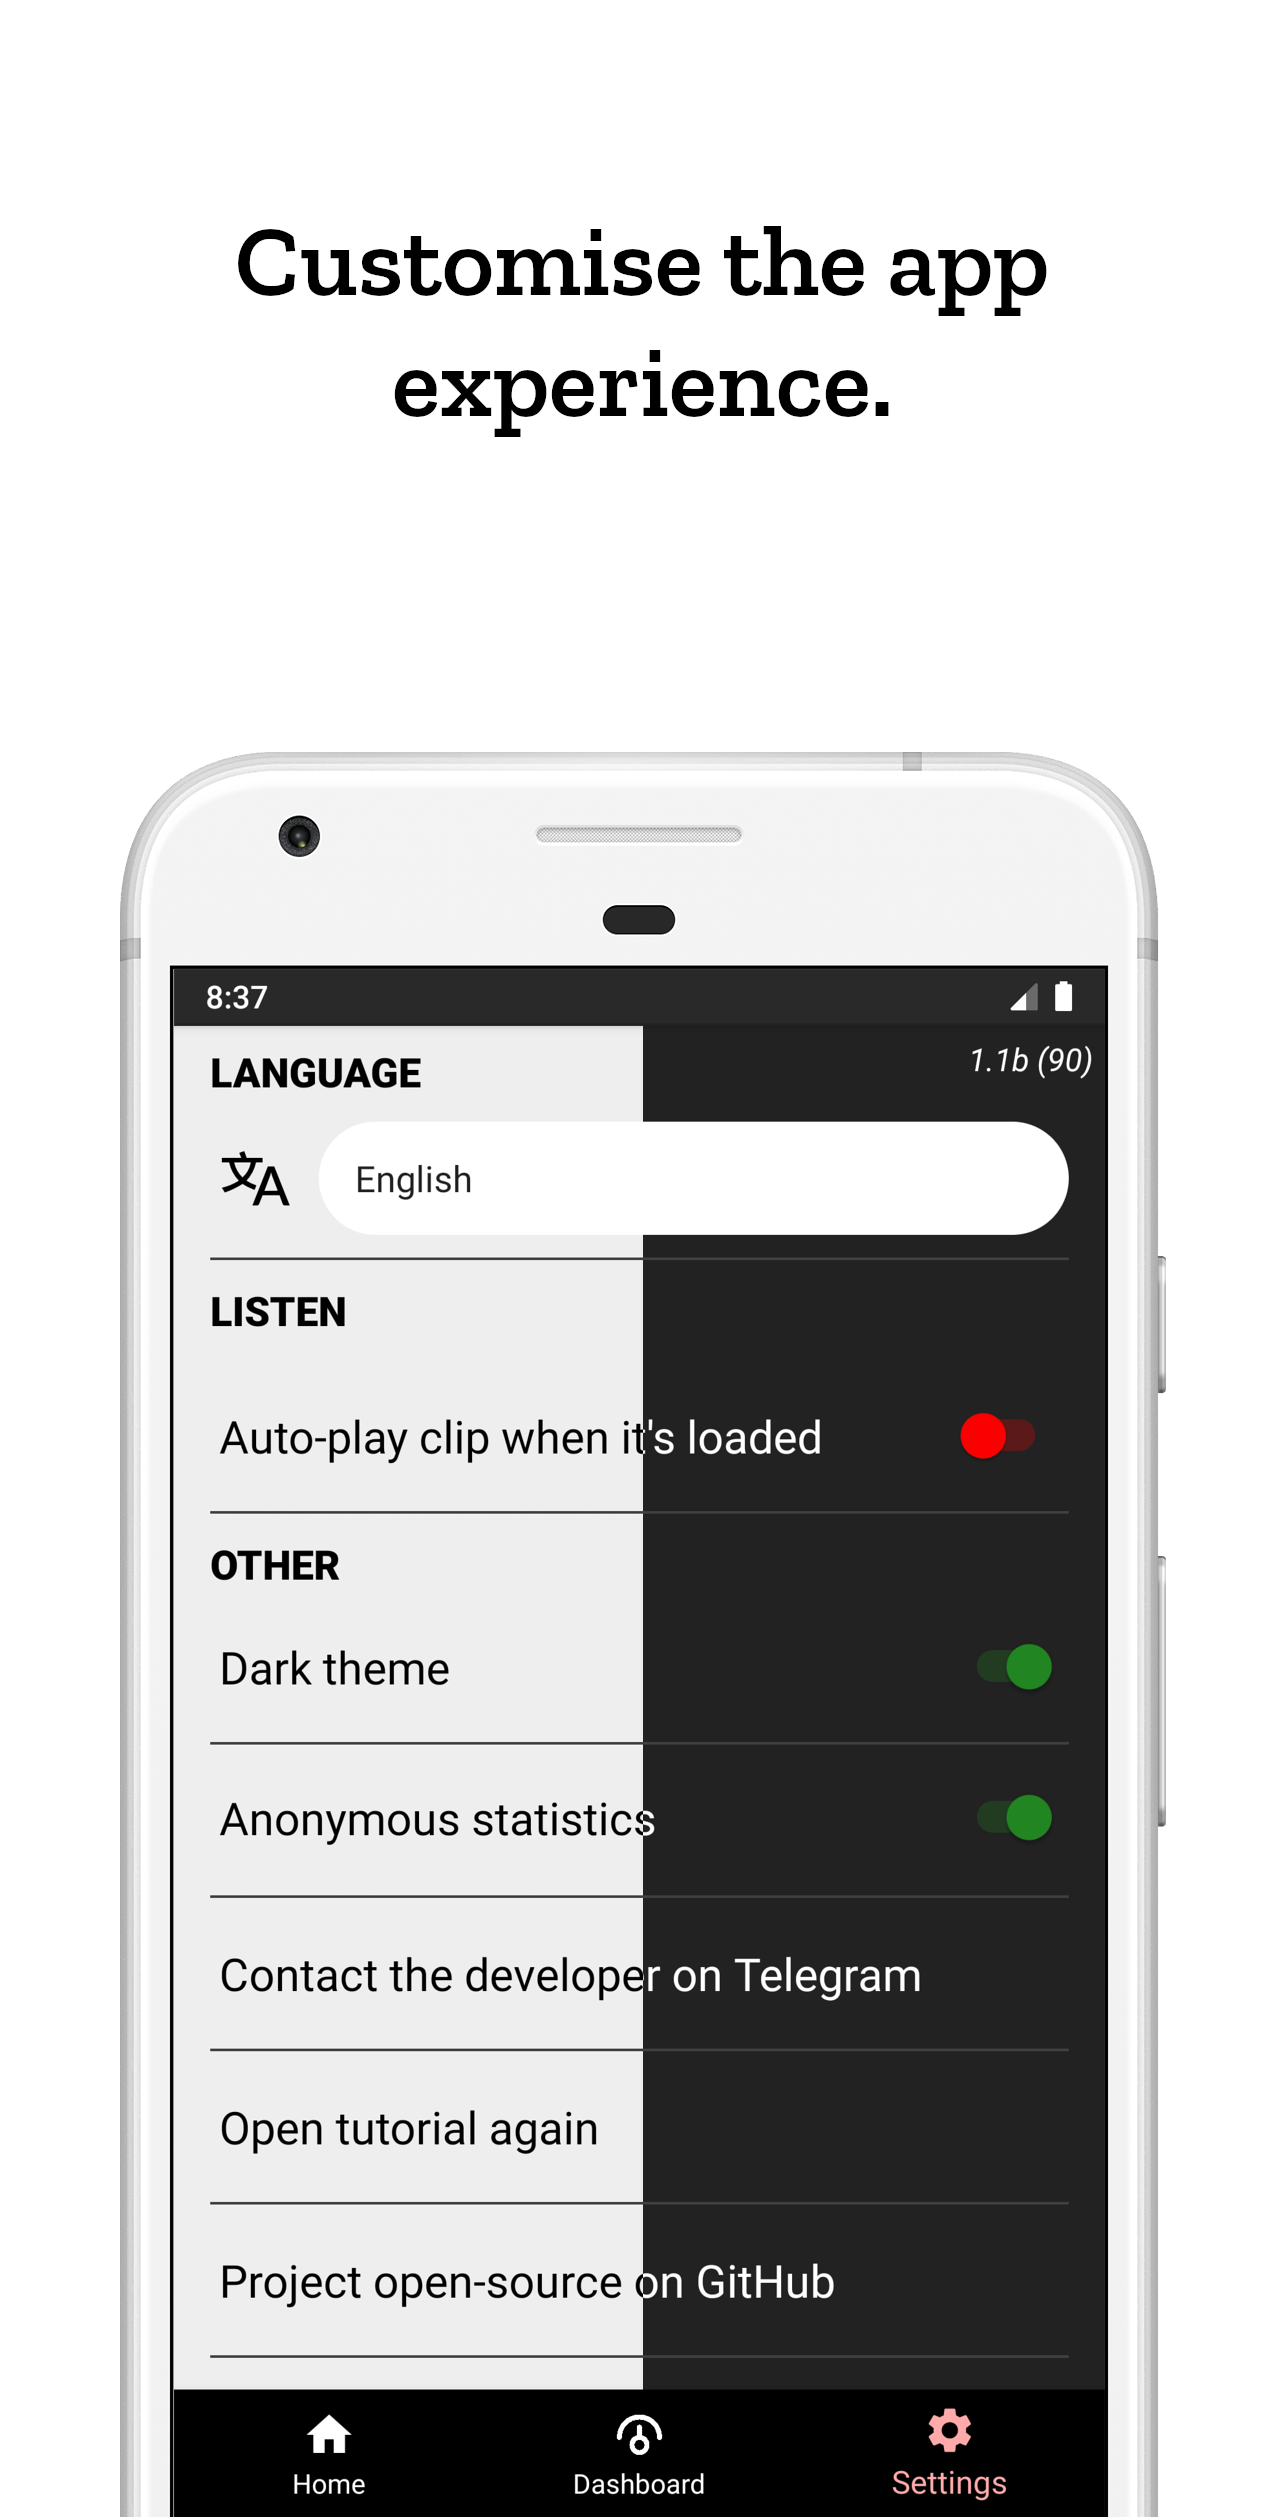 Customise the app
experience.
8:37
1.1b (90)
LANGUAGE
文A
English
LISTEN
Auto-play clip when it's loaded
OTHER
Dark theme
Anonymous statistics
Contact the developer on Telegram
Open tutorial again
Project open-source on GitHub
Home
Dashboard
Settings